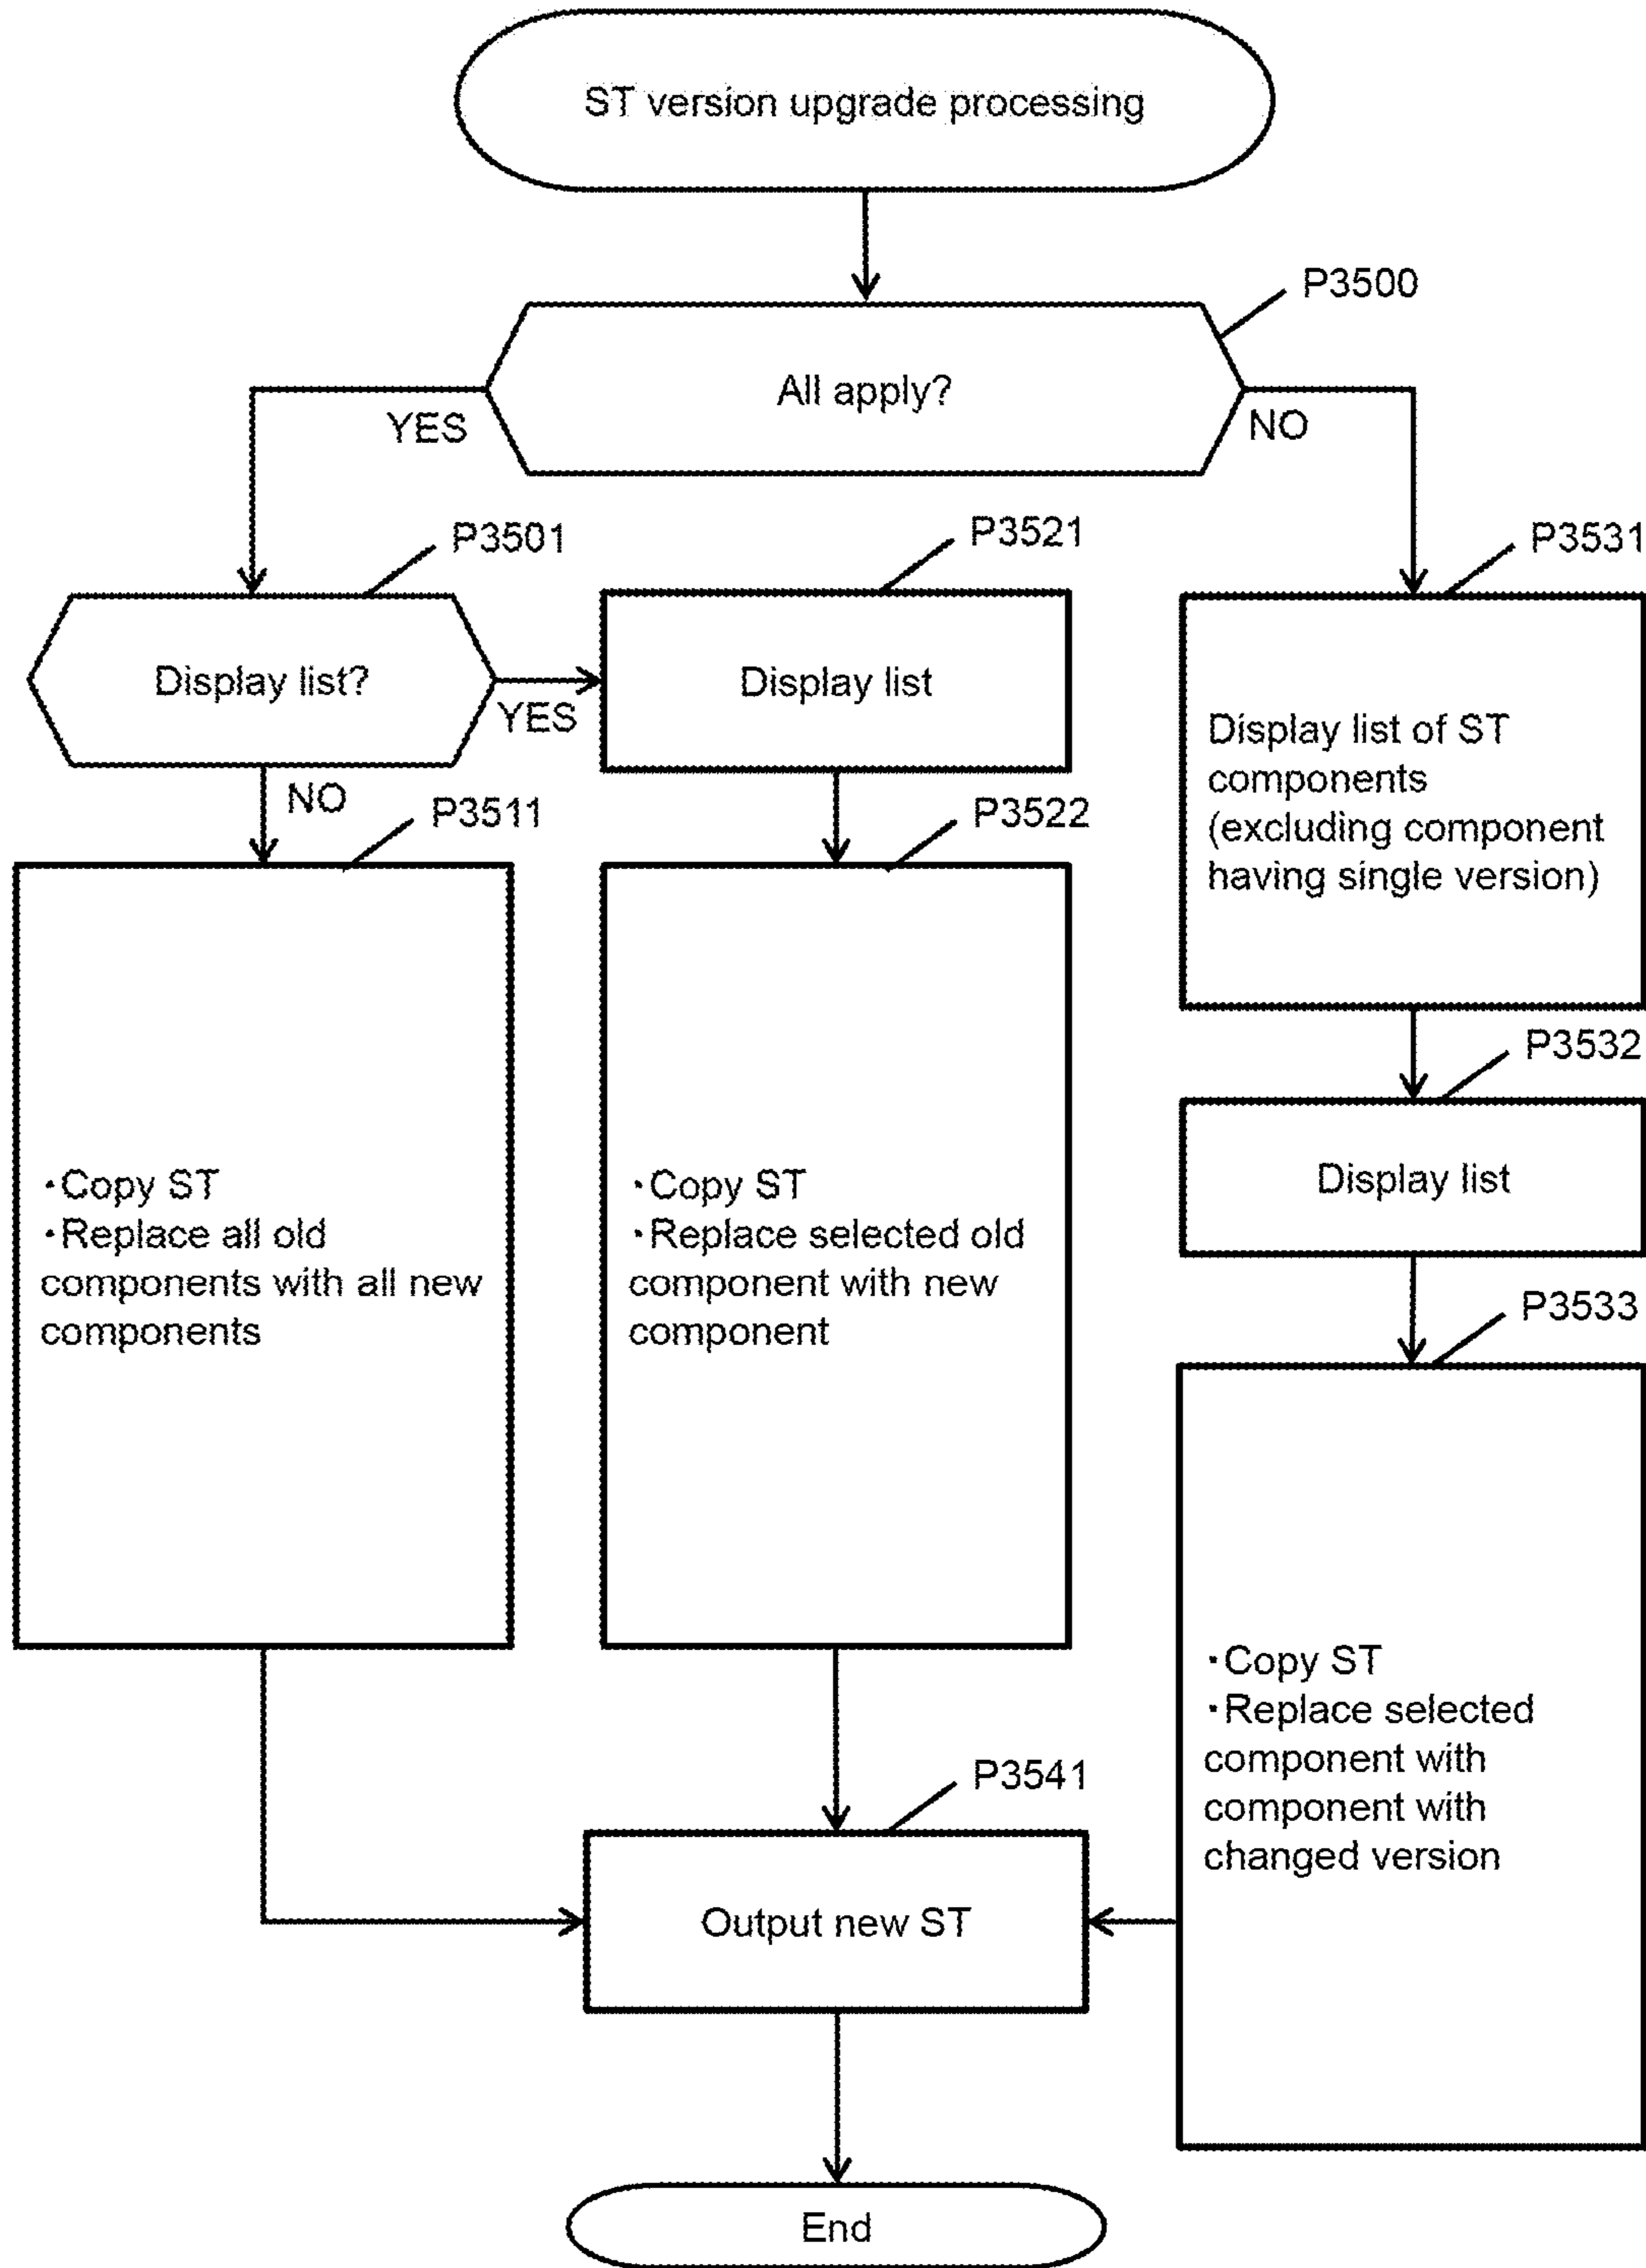 ST version upgrade processing
P3500
All apply?
YES
NO
P3501
P3521
P3531
Display list?
YES
NO
Display list
Display list of ST
components
(excluding component
having single version)
P3511
P3522
P3532
Display list
・Copy ST
・Replace all old
components with all new
components
・Copy ST
・Replace selected old
component with new
component
P3533
・Copy ST
・Replace selected
component with
component with
changed version
P3541
Output new ST
End